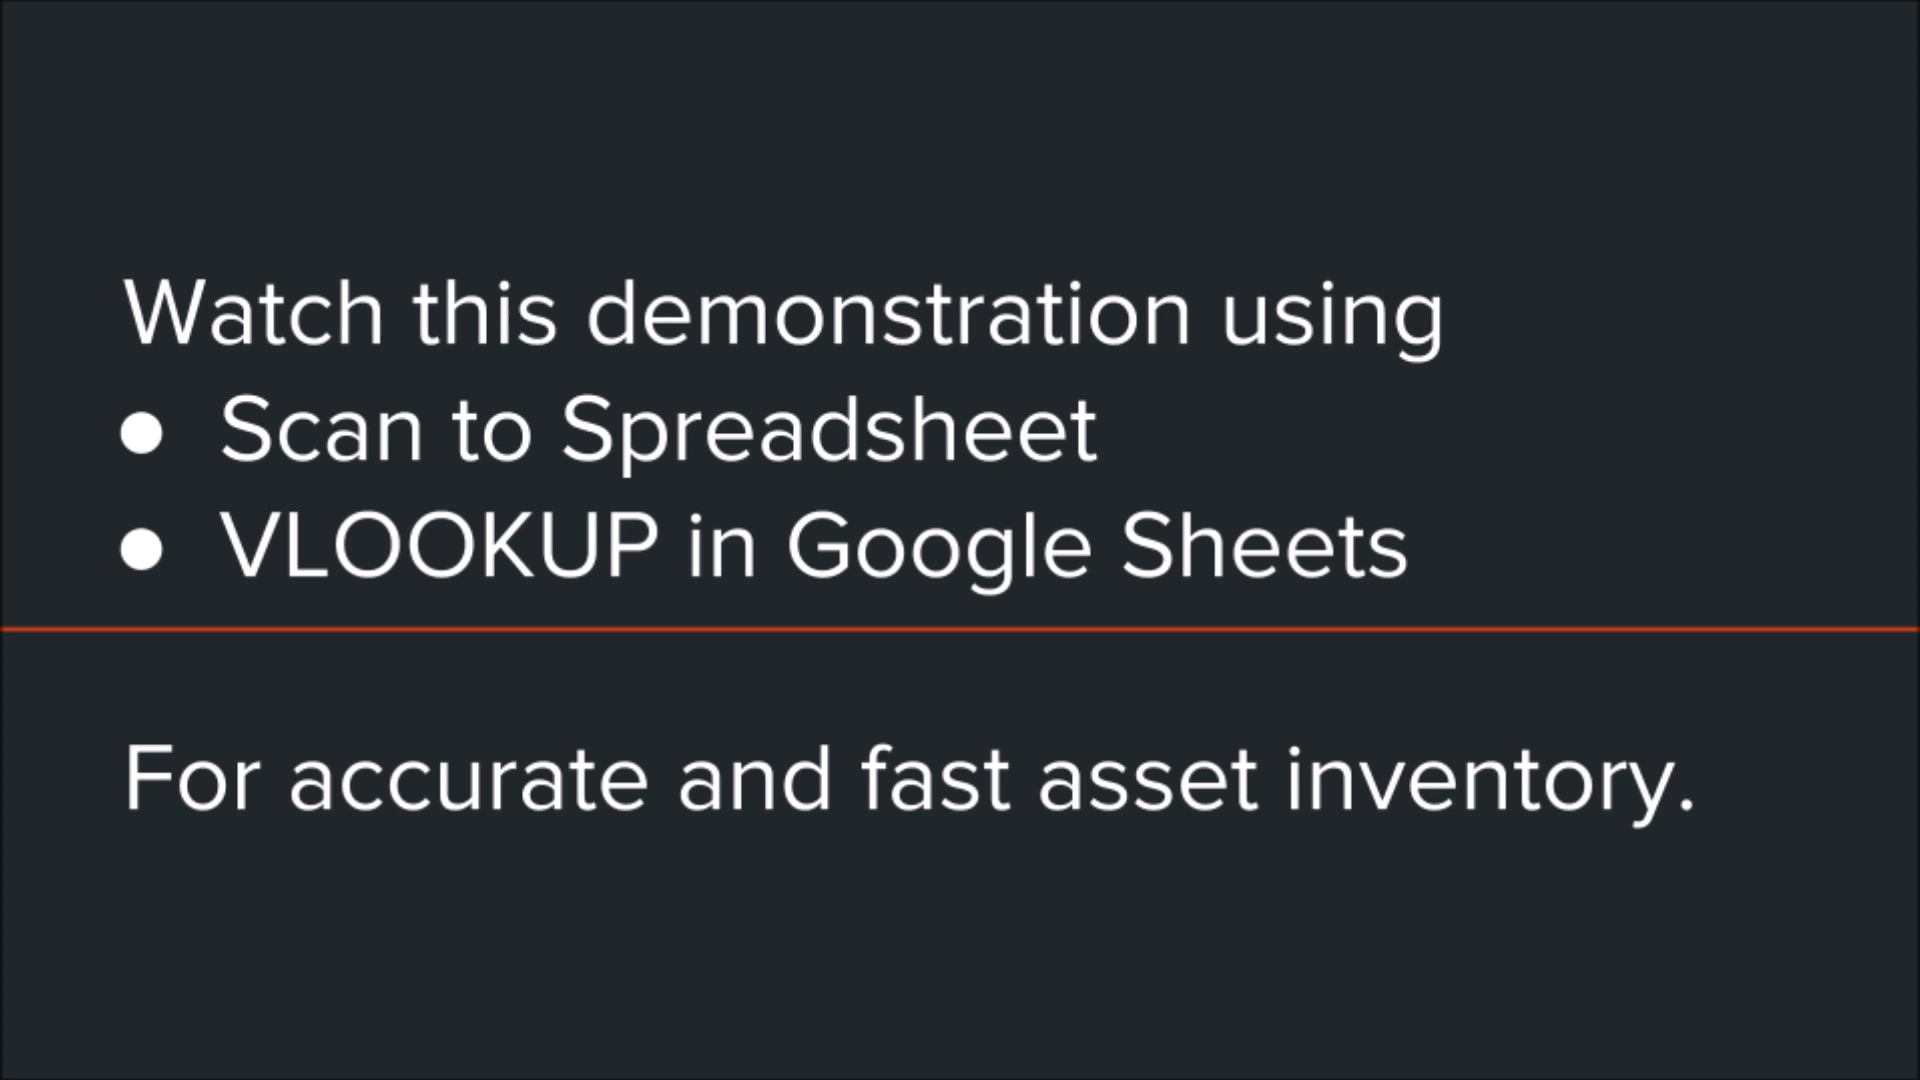 Watch this demonstration using
● Scan to Spreadsheet
● VLOOKUP in Google Sheets
For accurate and fast asset inventory.